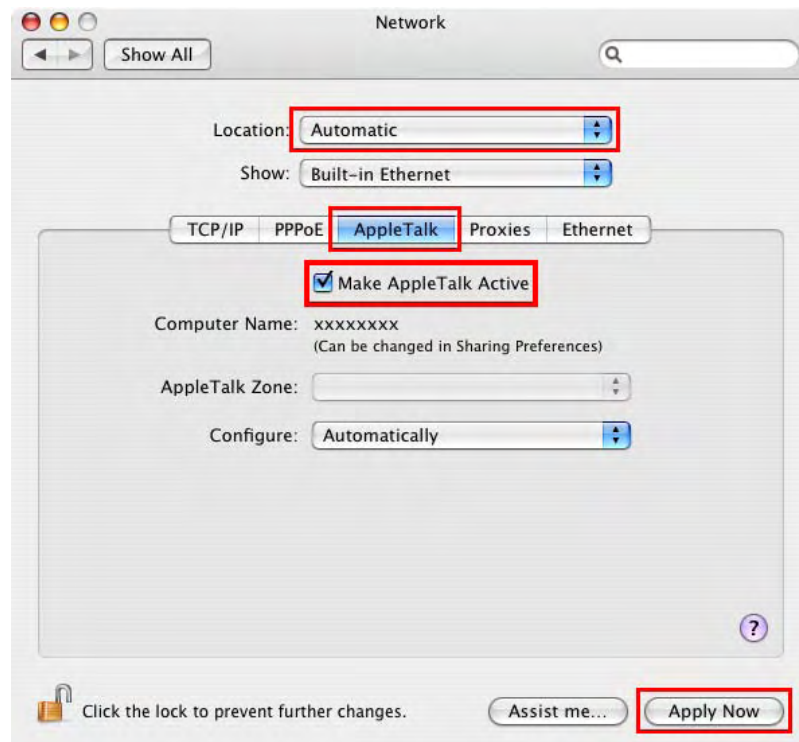 Network
Show All
Location: Automatic
Show: Built-in Ethernet
TCP/IP PPPoE AppleTalk Proxies Ethernet
Make AppleTalk Active
Computer Name: xxxxxxxx
(Can be changed in Sharing Preferences)
AppleTalk Zone:
Configure: Automatically
?
Click the lock to prevent further changes. Assist me... Apply Now